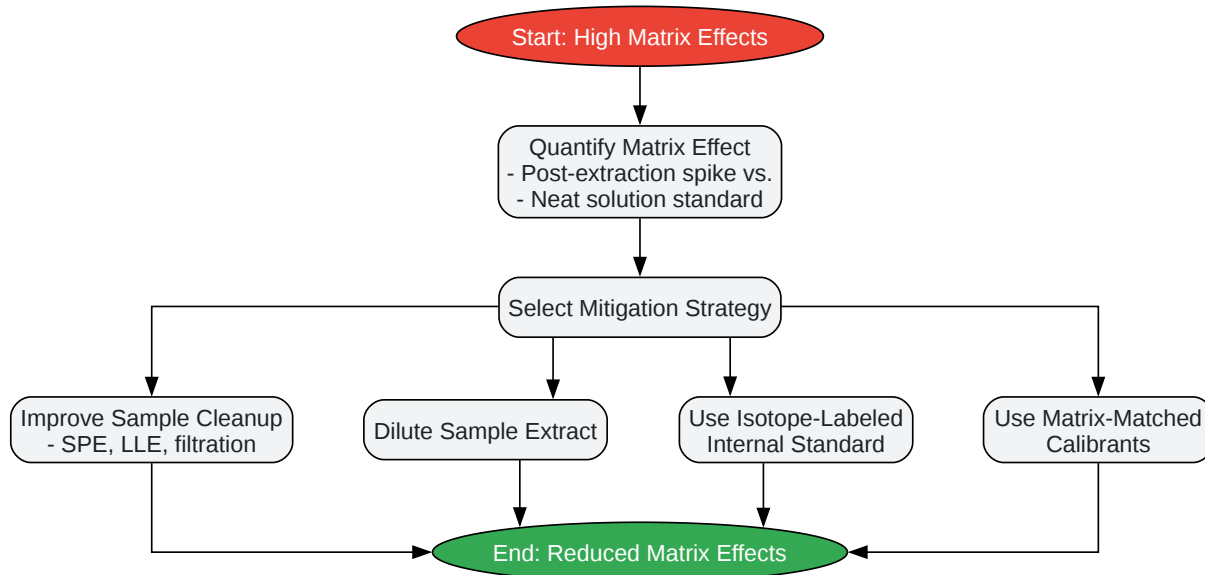 Start: High Matrix Effects
Quantify Matrix Effect
- Post-extraction spike vs.
- Neat solution standard
Select Mitigation Strategy
Improve Sample Cleanup
- SPE, LLE, filtration
Dilute Sample Extract
Use Isotope-Labeled
Internal Standard
Use Matrix-Matched
Calibrants
End: Reduced Matrix Effects